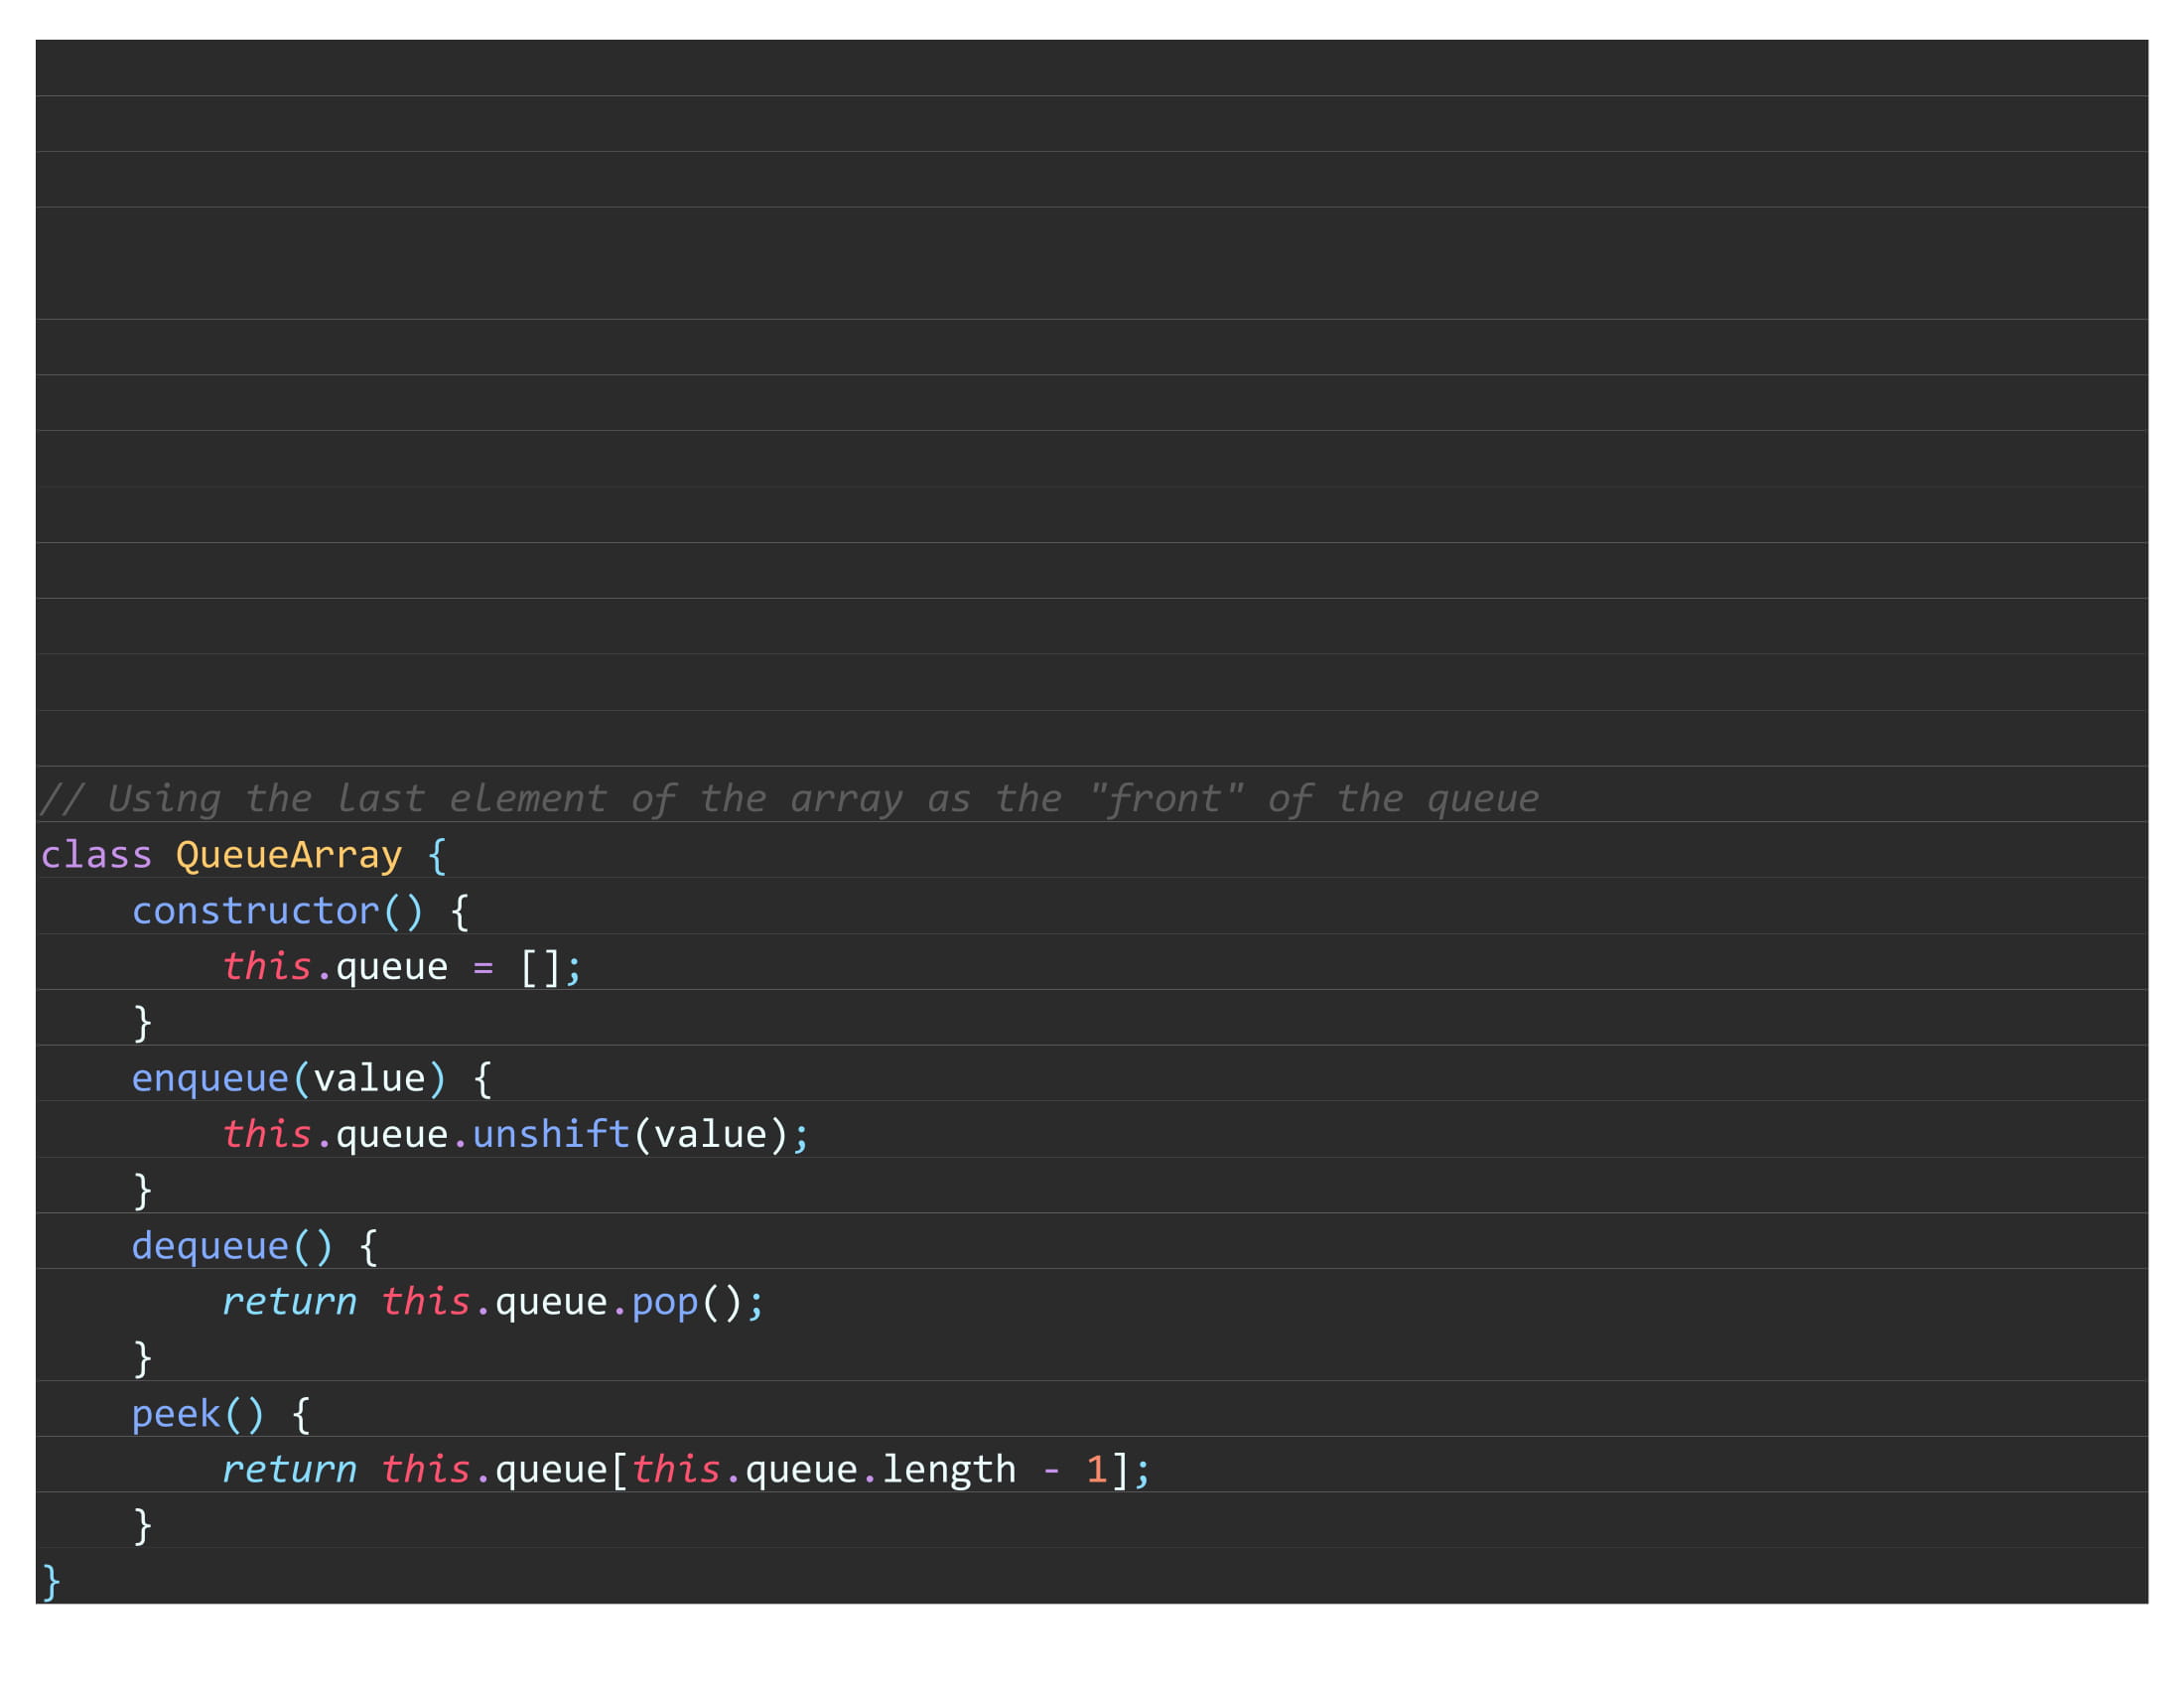 // Using the last element of the array as the "front" of the queue
class QueueArray {
    constructor() {
        this.queue = [];
    }
    enqueue(value) {
        this.queue.unshift(value);
    }
    dequeue() {
        return this.queue.pop();
    }
    peek() {
        return this.queue[this.queue.length - 1];
    }
}